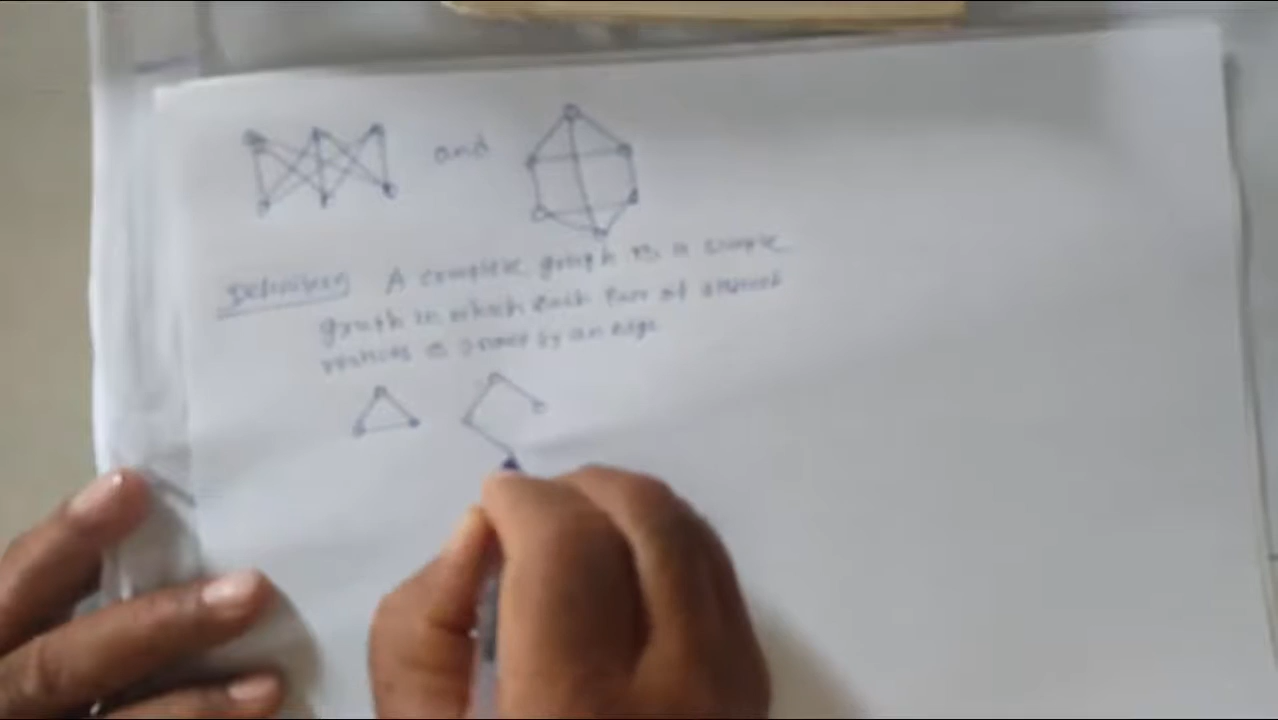 and
Definition A complete graph is a simple
graph in which each pair of distinct
vertices is joined by an edge